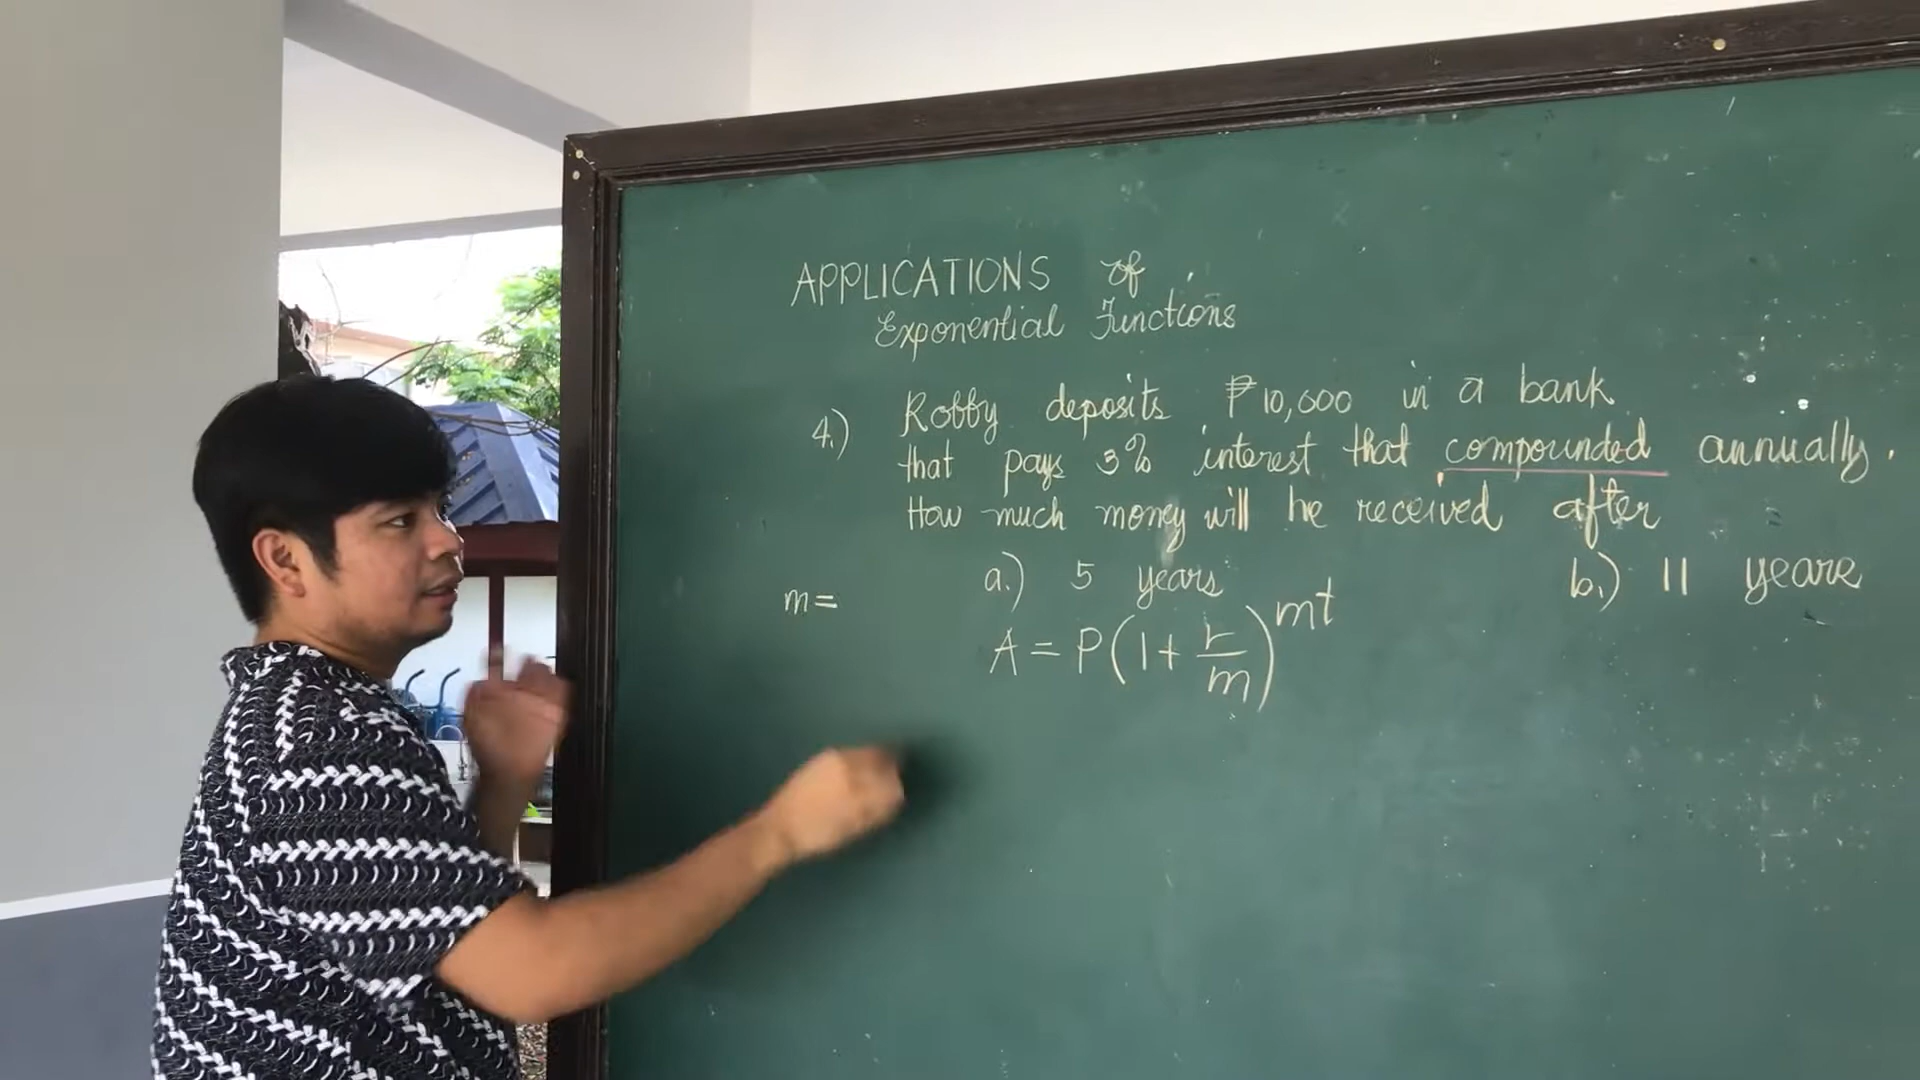 APPLICATIONS of
Exponential Functions
4.) Robby deposits ₱10,000 in a bank
that pays 3% interest that compounded annually.
How much money will he received after
a.) 5 years b.) 11 years
m=
A = P(1 + r/m)^mt